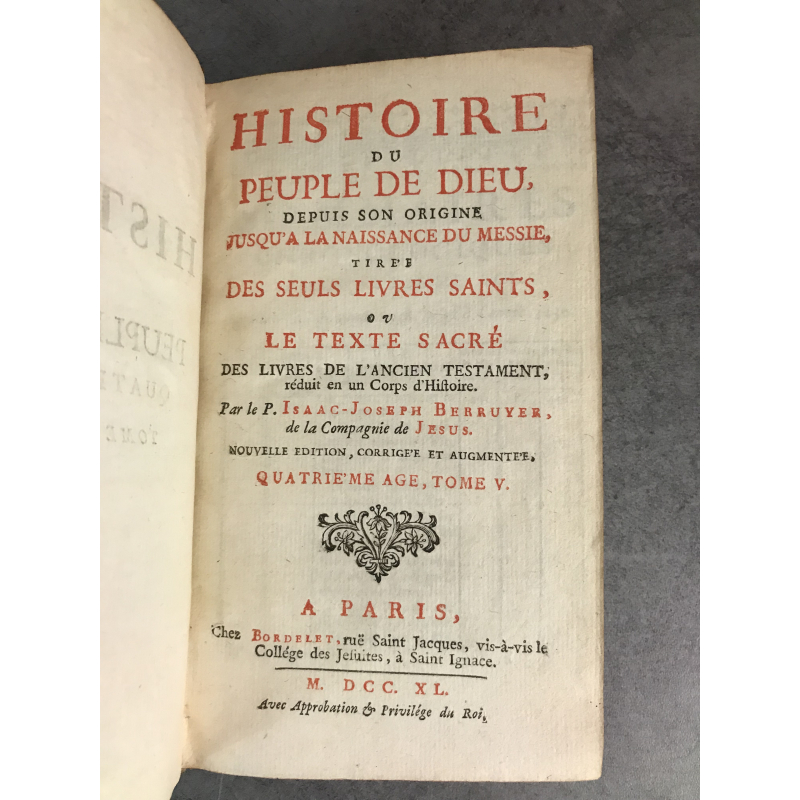 HISTOIRE
DU
PEUPLE DE DIEU,
DEPUIS SON ORIGINE
JUSQU'A LA NAISSANCE DU MESSIE,
TIRE'E
DES SEULS LIVRES SAINTS,
OU
LE TEXTE SACRÉ
DES LIVRES DE L'ANCIEN TESTAMENT,
réduit en un Corps d'Hiſtoire.
Par le P. ISAAC-JOSEPH BERRUYER,
de la Compagnie de JESUS.
NOUVELLE EDITION, CORRIGE'E ET AUGMENTE'E,
QUATRIE'ME AGE, TOME V.
A PARIS,
Chez BORDELET, ruë Saint Jacques, vis-à-vis le
Collége des Jeſuites, à Saint Ignace.
M. DCC. XL.
Avec Approbation & Privilége du Roi,